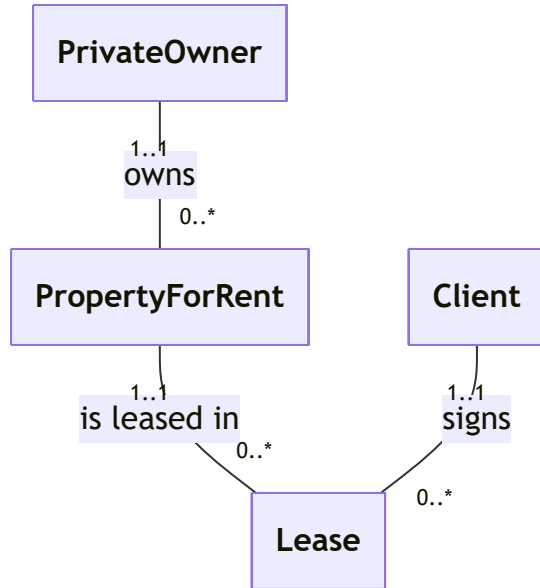 PrivateOwner
1..1
owns
0..*
PropertyForRent
Client
1..1
is leased in
0..*
1..1
signs
0..*
Lease